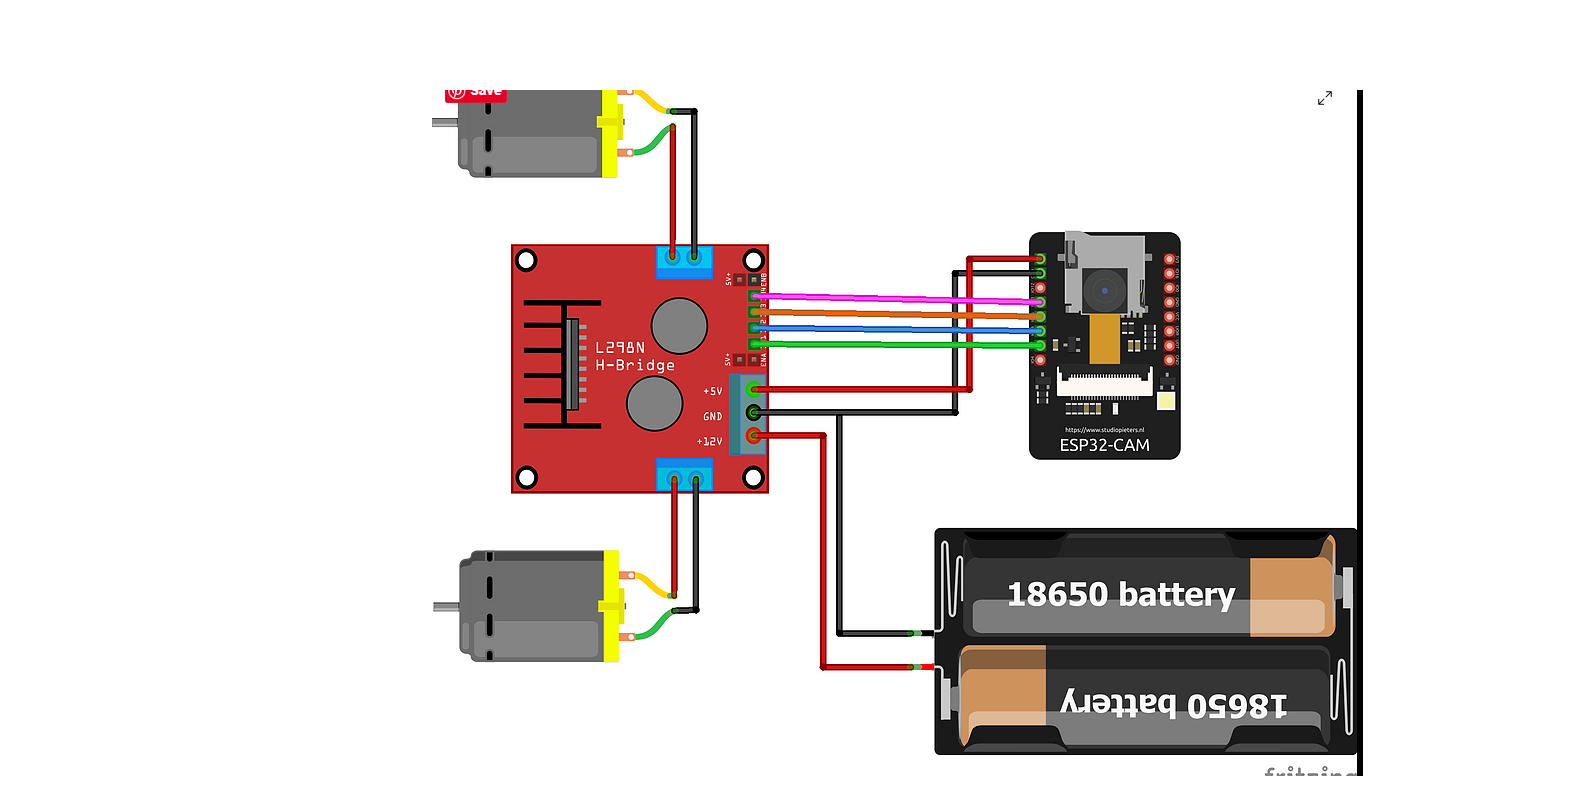 Save
5V+
ENB
L298N
H-Bridge
5V+
ENA
+5V
GND
+12V
https://www.studiopieters.nl
ESP32-CAM
18650 battery
18650 battery
fritzing